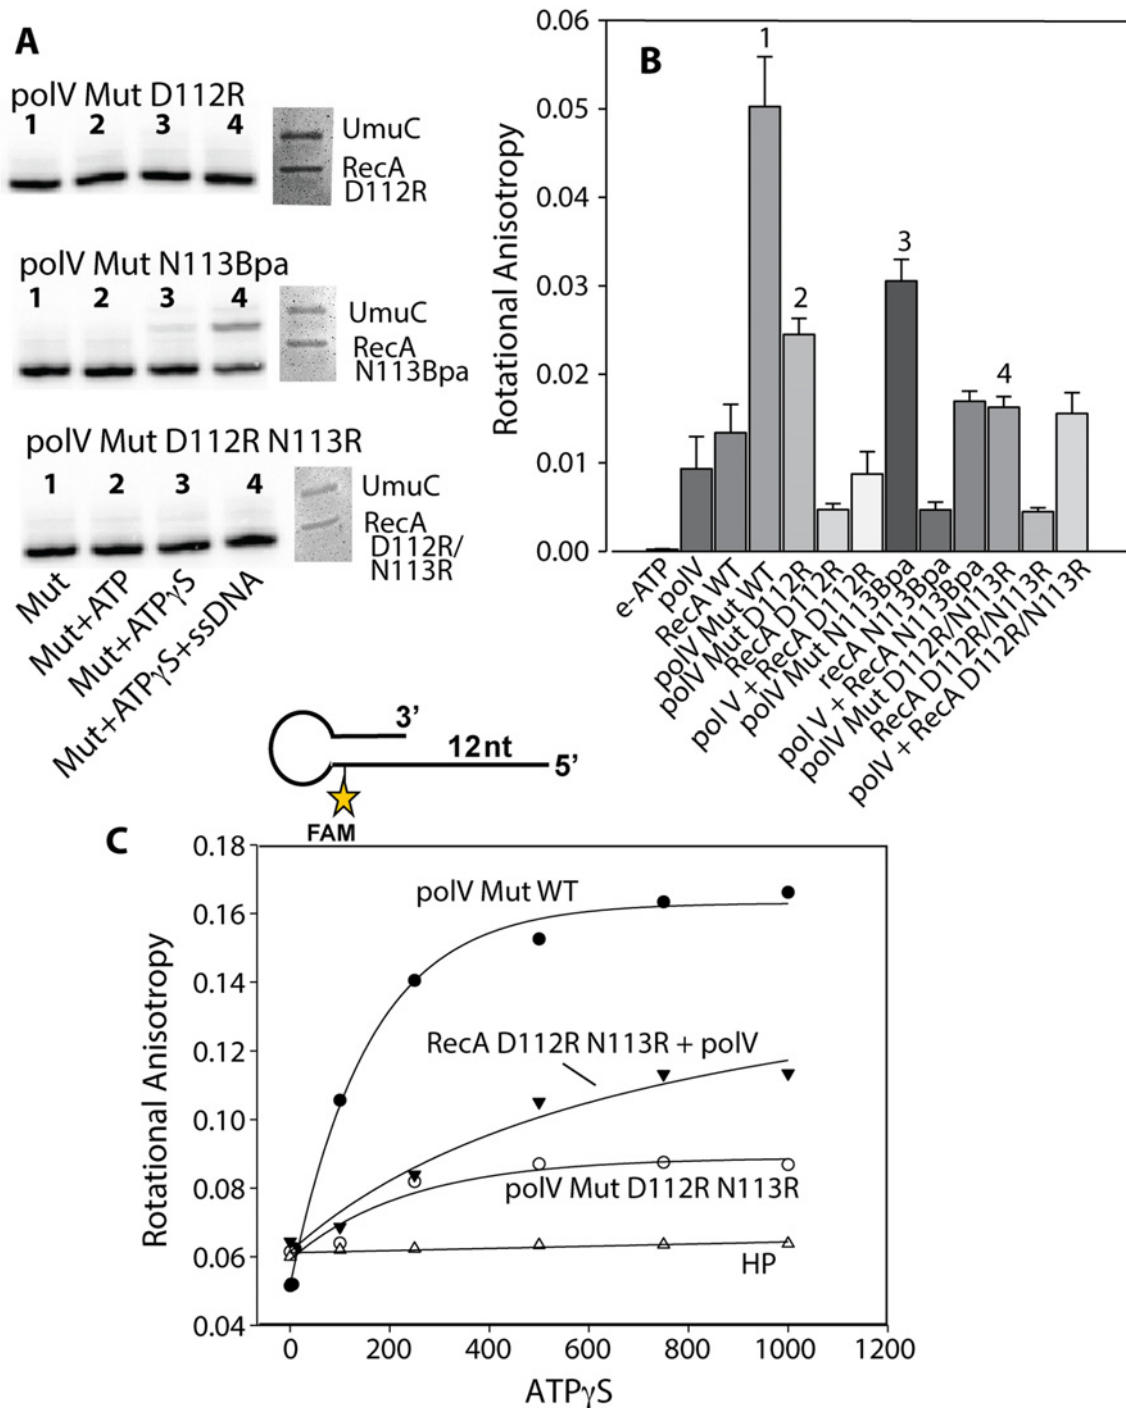 A
polV Mut D112R
1 2 3 4
UmuC
RecA
D112R
polV Mut N113Bpa
1 2 3 4
UmuC
RecA
N113Bpa
polV Mut D112R N113R
1 2 3 4
UmuC
RecA
D112R/
N113R
Mut
Mut+ATP
Mut+ATPγS
Mut+ATPγS+ssDNA
B
Rotational Anisotropy
0.06
0.05
0.04
0.03
0.02
0.01
0.00
1
2
3
4
e-ATP
polV
RecA WT
polV Mut WT
polV Mut D112R
RecA D112R
pol V + RecA D112R
polV Mut N113Bpa
recA N113Bpa
pol V + RecA N113Bpa
polV Mut D112R/N113R
RecA D112R/N113R
polV + RecA D112R/N113R
3’
12nt
5’
FAM
C
Rotational Anisotropy
0.18
0.16
0.14
0.12
0.10
0.08
0.06
0.04
polV Mut WT
RecA D112R N113R + polV
polV Mut D112R N113R
HP
0 200 400 600 800 1000 1200
ATPγS